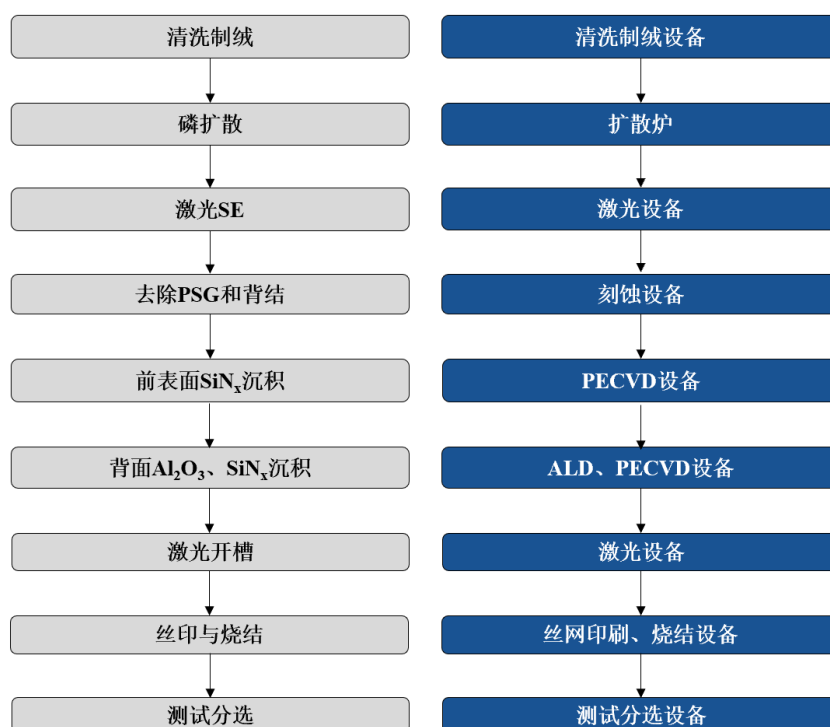 清洗制绒
清洗制绒设备
磷扩散
扩散炉
激光SE
激光设备
去除PSG和背结
刻蚀设备
前表面SiNx沉积
PECVD设备
背面Al2O3、SiNx沉积
ALD、PECVD设备
激光开槽
激光设备
丝印与烧结
丝网印刷、烧结设备
测试分选
测试分选设备